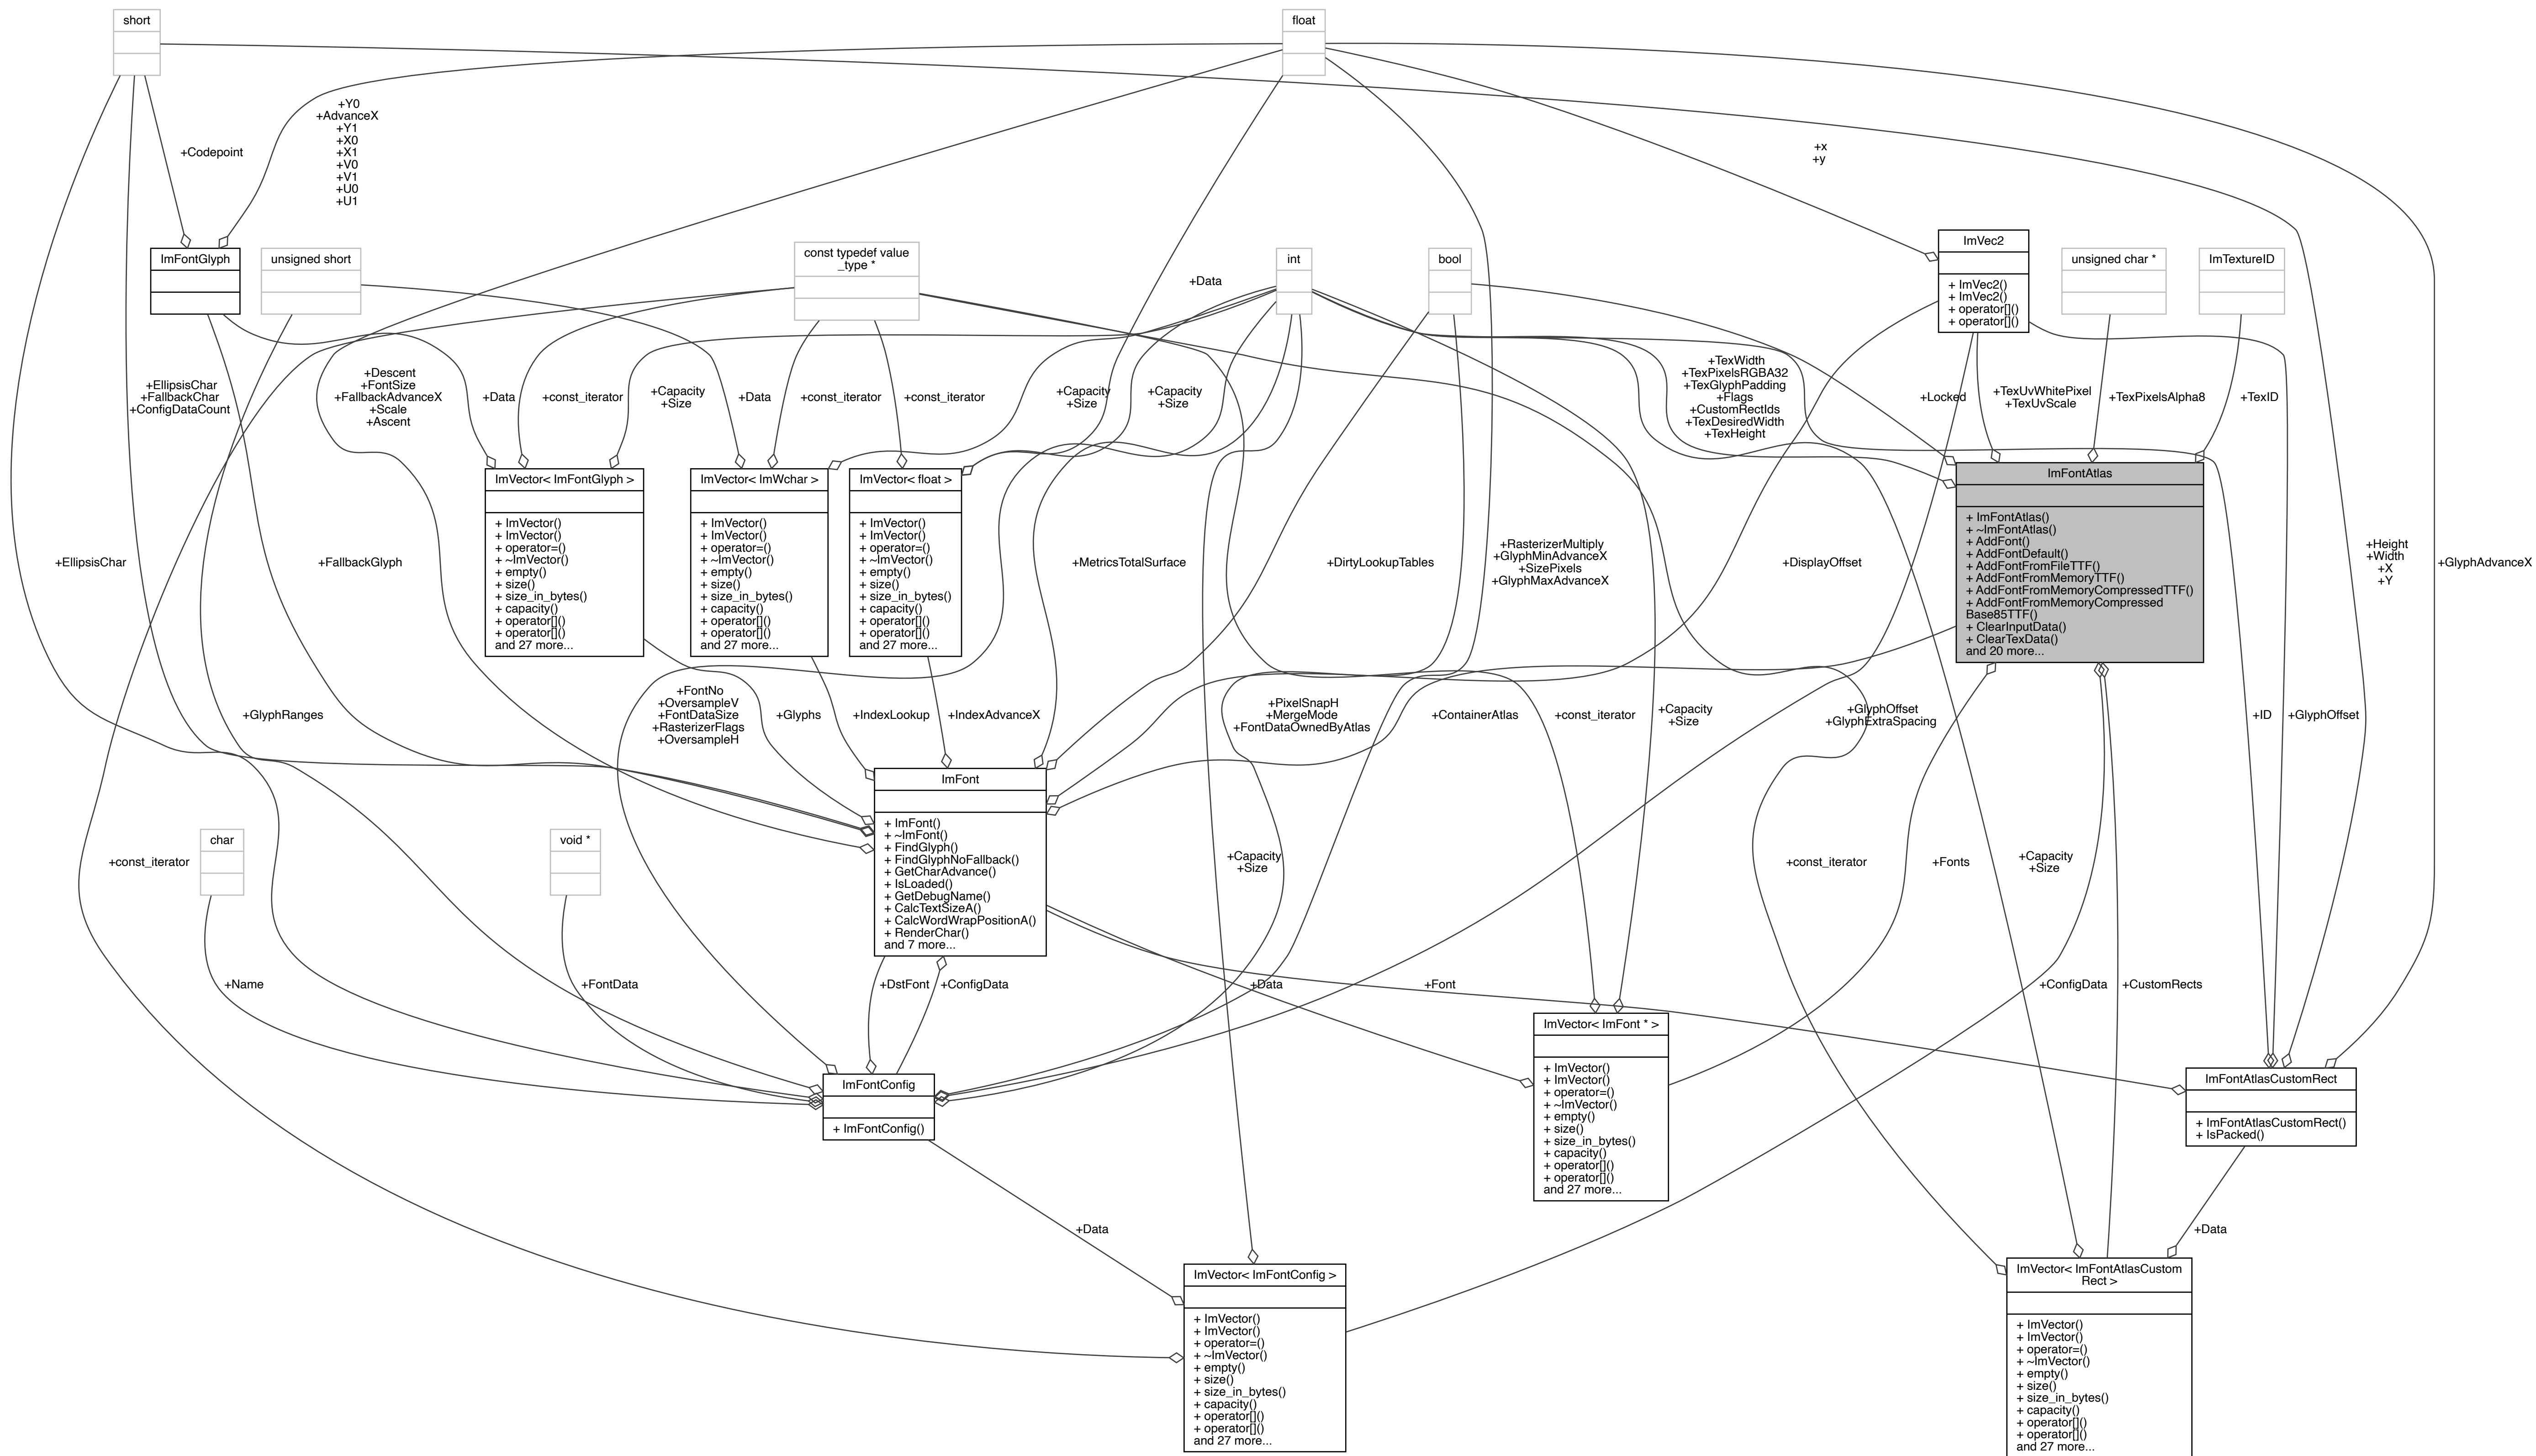 short
float
+Y0
+AdvanceX
+Y1
+X0
+X1
+V0
+V1
+U0
+U1
+Codepoint
+x
+y
ImFontGlyph
unsigned short
const typedef value
_type *
int
bool
ImVec2
+ ImVec2()
+ ImVec2()
+ operator[]()
+ operator[]()
unsigned char *
ImTextureID
+Data
+EllipsisChar
+FallbackChar
+ConfigDataCount
+Descent
+FontSize
+FallbackAdvanceX
+Scale
+Ascent
+Data
+const_iterator
+Capacity
+Size
+Data
+const_iterator
+const_iterator
+Capacity
+Size
+Capacity
+Size
+TexWidth
+TexPixelsRGBA32
+TexGlyphPadding
+Flags
+CustomRectIds
+TexDesiredWidth
+TexHeight
+Locked
+TexUvWhitePixel
+TexUvScale
+TexPixelsAlpha8
+TexID
ImVector< ImFontGlyph >
+ ImVector()
+ ImVector()
+ operator=()
+ ~ImVector()
+ empty()
+ size()
+ size_in_bytes()
+ capacity()
+ operator[]()
+ operator[]()
and 27 more...
ImVector< ImWchar >
+ ImVector()
+ ImVector()
+ operator=()
+ ~ImVector()
+ empty()
+ size()
+ size_in_bytes()
+ capacity()
+ operator[]()
+ operator[]()
and 27 more...
ImVector< float >
+ ImVector()
+ ImVector()
+ operator=()
+ ~ImVector()
+ empty()
+ size()
+ size_in_bytes()
+ capacity()
+ operator[]()
+ operator[]()
and 27 more...
ImFontAtlas
+ ImFontAtlas()
+ ~ImFontAtlas()
+ AddFont()
+ AddFontDefault()
+ AddFontFromFileTTF()
+ AddFontFromMemoryTTF()
+ AddFontFromMemoryCompressedTTF()
+ AddFontFromMemoryCompressed
Base85TTF()
+ ClearInputData()
+ ClearTexData()
and 20 more...
+EllipsisChar
+FallbackGlyph
+MetricsTotalSurface
+DirtyLookupTables
+RasterizerMultiply
+GlyphMinAdvanceX
+SizePixels
+GlyphMaxAdvanceX
+DisplayOffset
+Height
+Width
+X
+Y
+GlyphAdvanceX
+GlyphRanges
+FontNo
+OversampleV
+FontDataSize
+RasterizerFlags
+OversampleH
+Glyphs
+IndexLookup
+IndexAdvanceX
+PixelSnapH
+MergeMode
+FontDataOwnedByAtlas
+ContainerAtlas
+const_iterator
+Capacity
+Size
+GlyphOffset
+GlyphExtraSpacing
+ID
+GlyphOffset
ImFont
+ ImFont()
+ ~ImFont()
+ FindGlyph()
+ FindGlyphNoFallback()
+ GetCharAdvance()
+ IsLoaded()
+ GetDebugName()
+ CalcTextSizeA()
+ CalcWordWrapPositionA()
+ RenderChar()
and 7 more...
char
void *
+const_iterator
+Capacity
+Size
+const_iterator
+Fonts
+Capacity
+Size
+Name
+FontData
+DstFont
+ConfigData
+Data
+Font
+ConfigData
+CustomRects
ImFontConfig
+ ImFontConfig()
ImVector< ImFont * >
+ ImVector()
+ ImVector()
+ operator=()
+ ~ImVector()
+ empty()
+ size()
+ size_in_bytes()
+ capacity()
+ operator[]()
+ operator[]()
and 27 more...
ImFontAtlasCustomRect
+ ImFontAtlasCustomRect()
+ IsPacked()
+Data
+Data
ImVector< ImFontConfig >
+ ImVector()
+ ImVector()
+ operator=()
+ ~ImVector()
+ empty()
+ size()
+ size_in_bytes()
+ capacity()
+ operator[]()
+ operator[]()
and 27 more...
ImVector< ImFontAtlasCustom
Rect >
+ ImVector()
+ ImVector()
+ operator=()
+ ~ImVector()
+ empty()
+ size()
+ size_in_bytes()
+ capacity()
+ operator[]()
+ operator[]()
and 27 more...